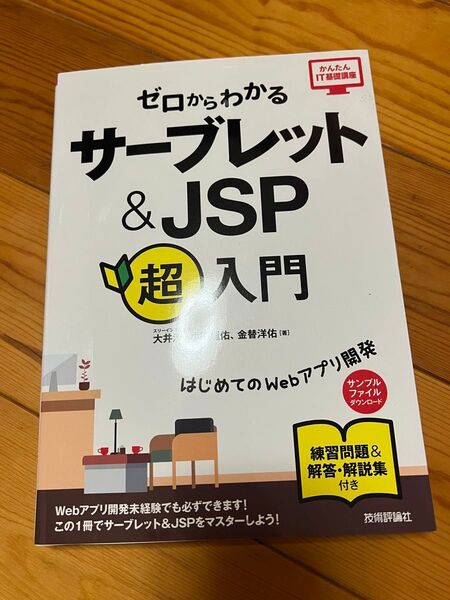 かんたん
IT基礎講座
ゼロからわかる
サーブレット
&JSP
超入門
スリーイン
大井 佑、金替洋佑[著]
はじめてのWebアプリ開発
サンプル
ファイル
ダウンロード
練習問題&
解答・解説集
付き
Webアプリ開発未経験でも必ずできます!
この1冊でサーブレット&JSPをマスターしよう!
技術評論社